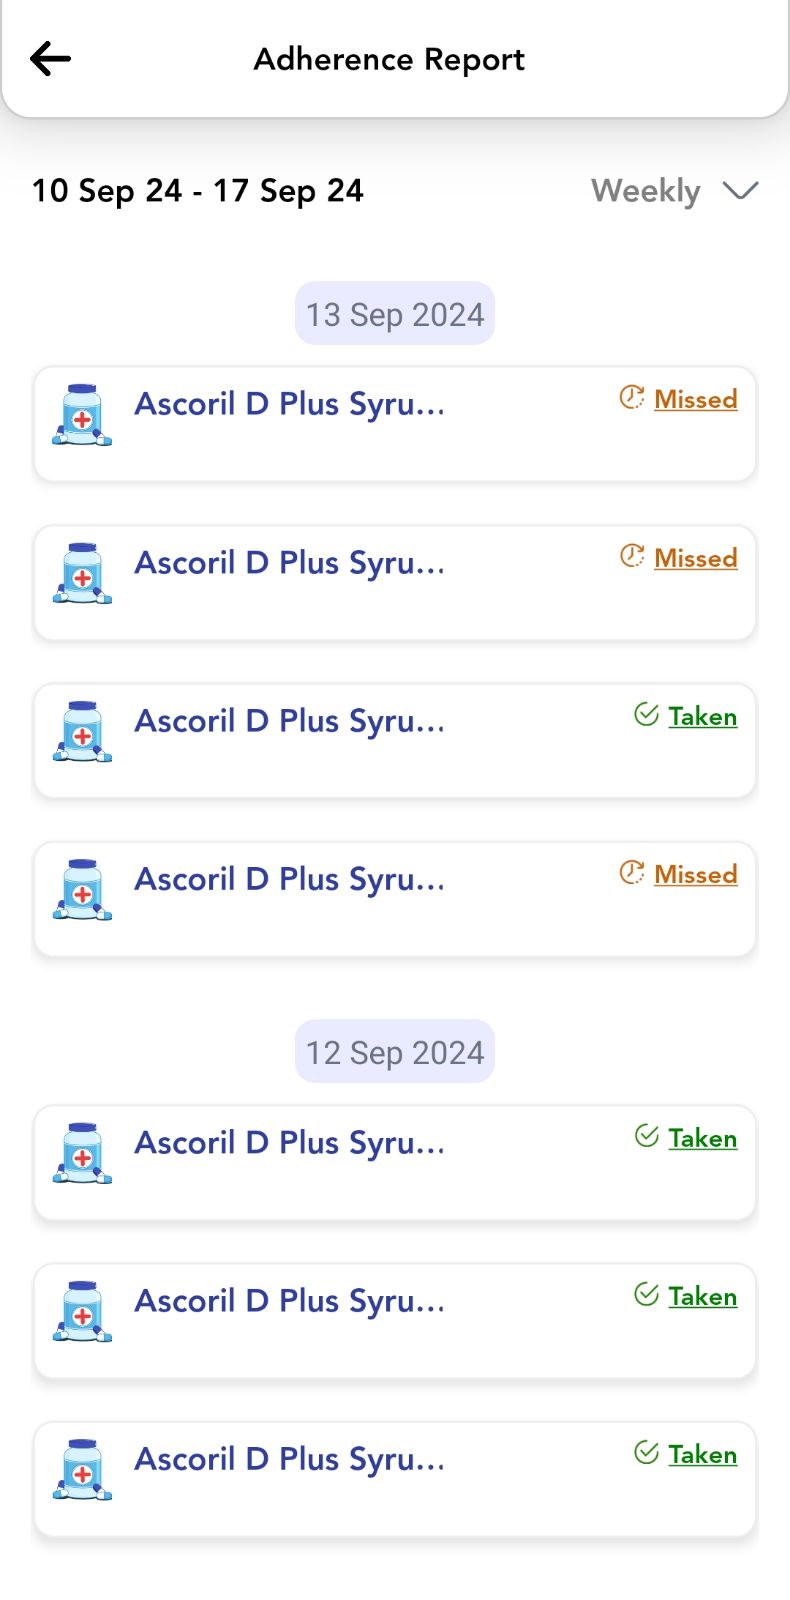 Adherence Report
10 Sep 24 - 17 Sep 24 Weekly
13 Sep 2024
Ascoril D Plus Syru... Missed
Ascoril D Plus Syru... Missed
Ascoril D Plus Syru... Taken
Ascoril D Plus Syru... Missed
12 Sep 2024
Ascoril D Plus Syru... Taken
Ascoril D Plus Syru... Taken
Ascoril D Plus Syru... Taken